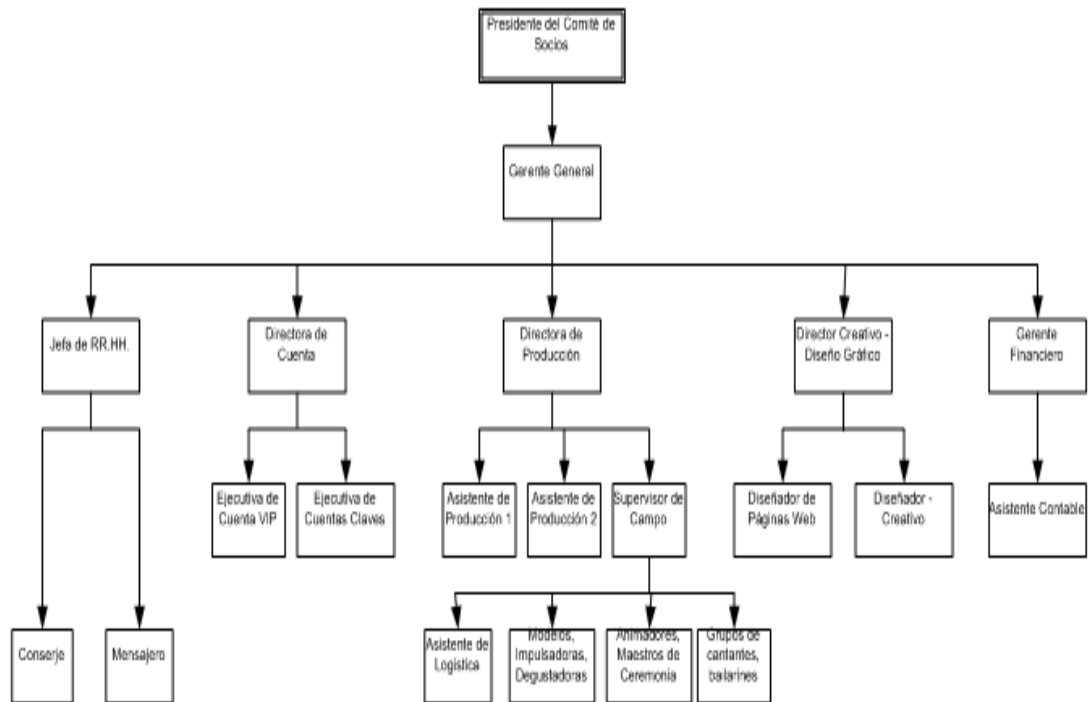 Presidente del Comité de
Socios
Gerente General
Jefa de RR.HH.
Directora de
Cuenta
Directora de
Producción
Director Creativo -
Diseño Gráfico
Gerente
Financiero
Ejecutiva de
Cuenta VIP
Ejecutiva de
Cuentas Claves
Asistente de
Producción 1
Asistente de
Producción 2
Supervisor de
Campo
Diseñador de
Páginas Web
Diseñador -
Creativo
Asistente Contable
Conserje
Mensajero
Asistente de
Logística
Modelos,
Impulsadoras,
Degustadoras
Animadores,
Maestros de
Ceremonia
Grupos de
cantantes,
bailarines